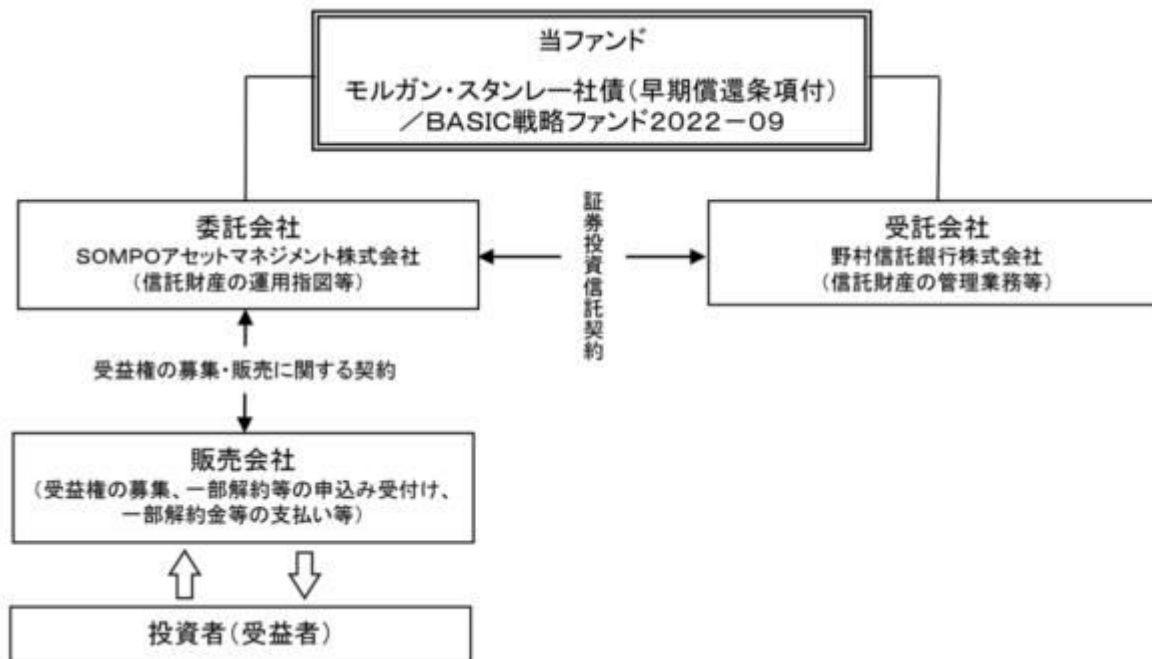 当ファンド
モルガン・スタンレー社債(早期償還条項付)
／BASIC戦略ファンド2022－09
委託会社
SOMPOアセットマネジメント株式会社
(信託財産の運用指図等)
証券投資信託契約
受託会社
野村信託銀行株式会社
(信託財産の管理業務等)
受益権の募集・販売に関する契約
販売会社
(受益権の募集、一部解約等の申込み受付け、
一部解約金等の支払い等)
投資者(受益者)